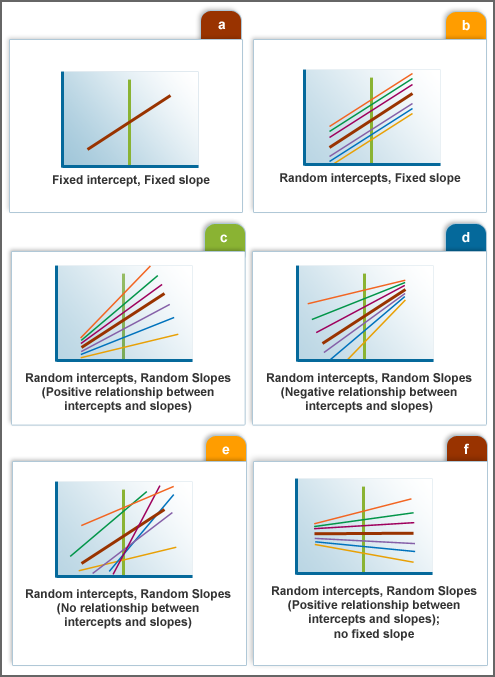 a
Fixed intercept, Fixed slope
b
Random intercepts, Fixed slope
c
Random intercepts, Random Slopes
(Positive relationship between
intercepts and slopes)
d
Random intercepts, Random Slopes
(Negative relationship between
intercepts and slopes)
e
Random intercepts, Random Slopes
(No relationship between
intercepts and slopes)
f
Random intercepts, Random Slopes
(Positive relationship between
intercepts and slopes);
no fixed slope